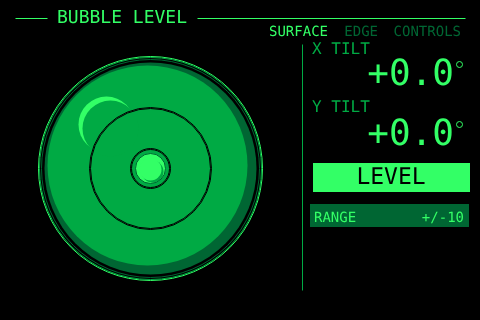 BUBBLE LEVEL
SURFACE EDGE CONTROLS
X TILT
+0.0°
Y TILT
+0.0°
LEVEL
RANGE +/-10